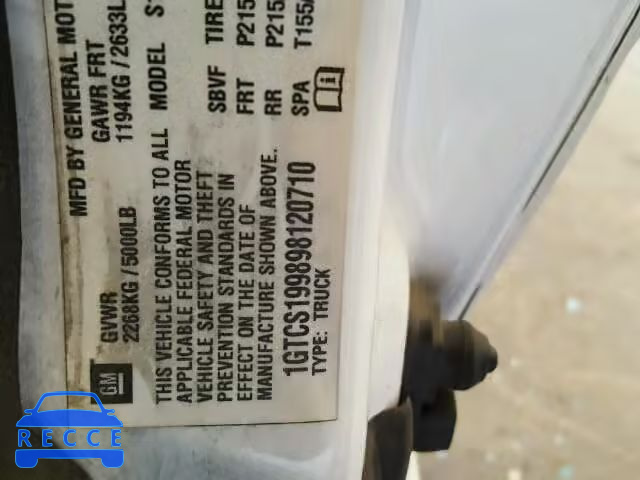 MFD BY GENERAL MOT
GVWR GAWR FRT
2268KG/5000LB 1194KG/2633L
GM
THIS VEHICLE CONFORMS TO ALL MODEL
APPLICABLE FEDERAL MOTOR
VEHICLE SAFETY AND THEFT SBVF TIRE
PREVENTION STANDARDS IN FRT P215
EFFECT ON THE DATE OF RR P215
MANUFACTURE SHOWN ABOVE. SPA T155
1GTCS199898120710
TYPE: TRUCK
RECCE